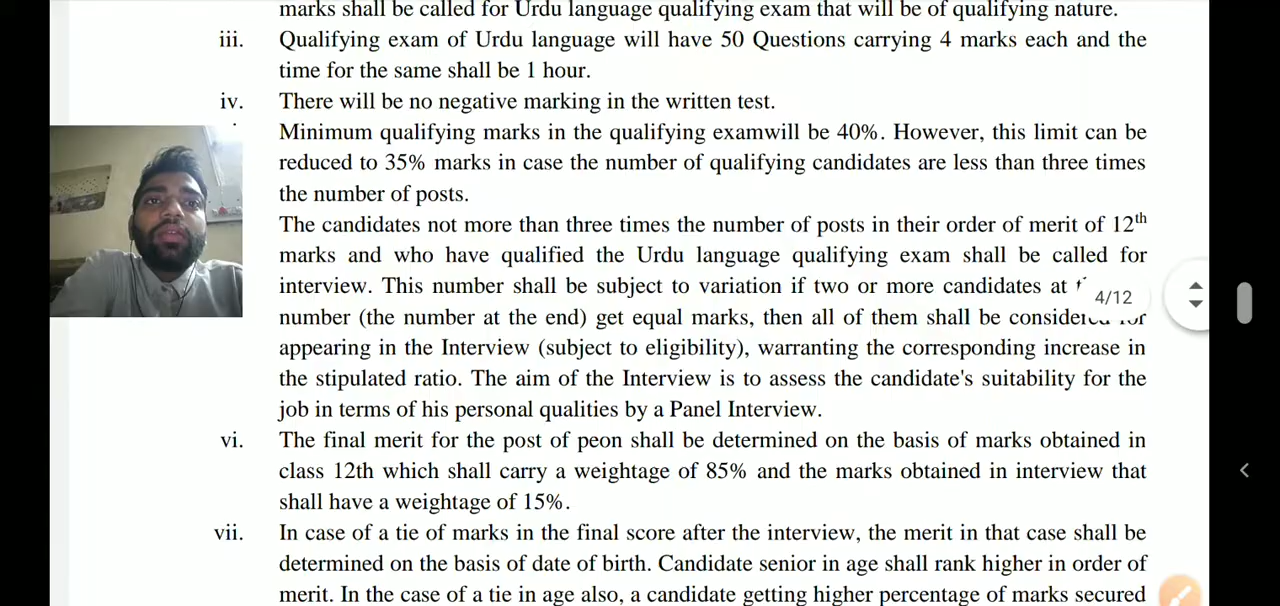 marks shall be called for Urdu language qualifying exam that will be of qualifying nature.
iii. Qualifying exam of Urdu language will have 50 Questions carrying 4 marks each and the
time for the same shall be 1 hour.
iv. There will be no negative marking in the written test.
Minimum qualifying marks in the qualifying examwill be 40%. However, this limit can be
reduced to 35% marks in case the number of qualifying candidates are less than three times
the number of posts.
The candidates not more than three times the number of posts in their order of merit of 12th
marks and who have qualified the Urdu language qualifying exam shall be called for
interview. This number shall be subject to variation if two or more candidates at
4/12
number (the number at the end) get equal marks, then all of them shall be
appearing in the Interview (subject to eligibility), warranting the corresponding increase in
the stipulated ratio. The aim of the Interview is to assess the candidate's suitability for the
job in terms of his personal qualities by a Panel Interview.
vi. The final merit for the post of peon shall be determined on the basis of marks obtained in
class 12th which shall carry a weightage of 85% and the marks obtained in interview that
shall have a weightage of 15%.
vii. In case of a tie of marks in the final score after the interview, the merit in that case shall be
determined on the basis of date of birth. Candidate senior in age shall rank higher in order of
merit. In the case of a tie in age also, a candidate getting higher percentage of marks secured